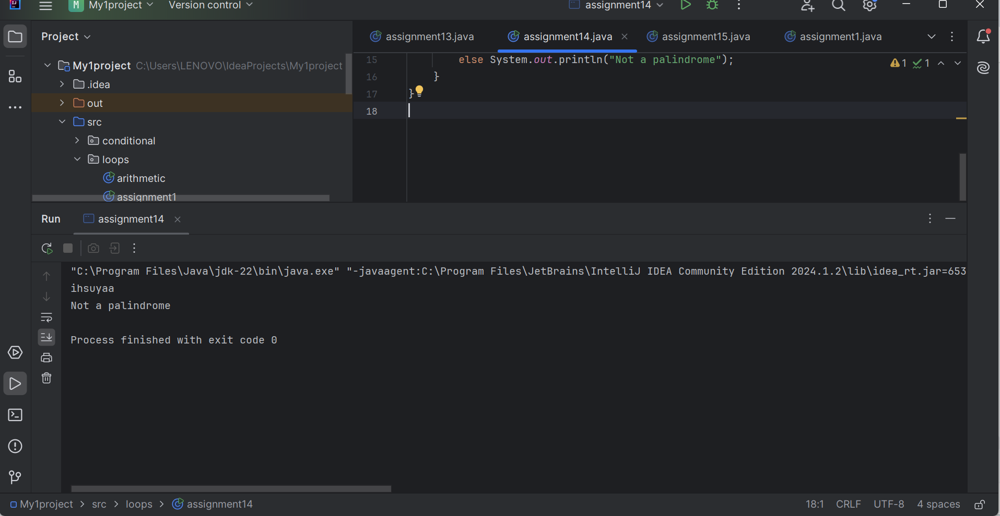 M My1project Version control assignment14
Project
assignment13.java assignment14.java assignment15.java assignment1.java
My1project C:\Users\LENOVO\IdeaProjects\My1project
.idea
out
src
conditional
loops
arithmetic
assignment1
15 else System.out.println("Not a palindrome");
16 }
17 }
18
1 1
Run assignment14
"C:\Program Files\Java\jdk-22\bin\java.exe" "-javaagent:C:\Program Files\JetBrains\IntelliJ IDEA Community Edition 2024.1.2\lib\idea_rt.jar=653
ihsuyaa
Not a palindrome
Process finished with exit code 0
My1project > src > loops > assignment14 18:1 CRLF UTF-8 4 spaces